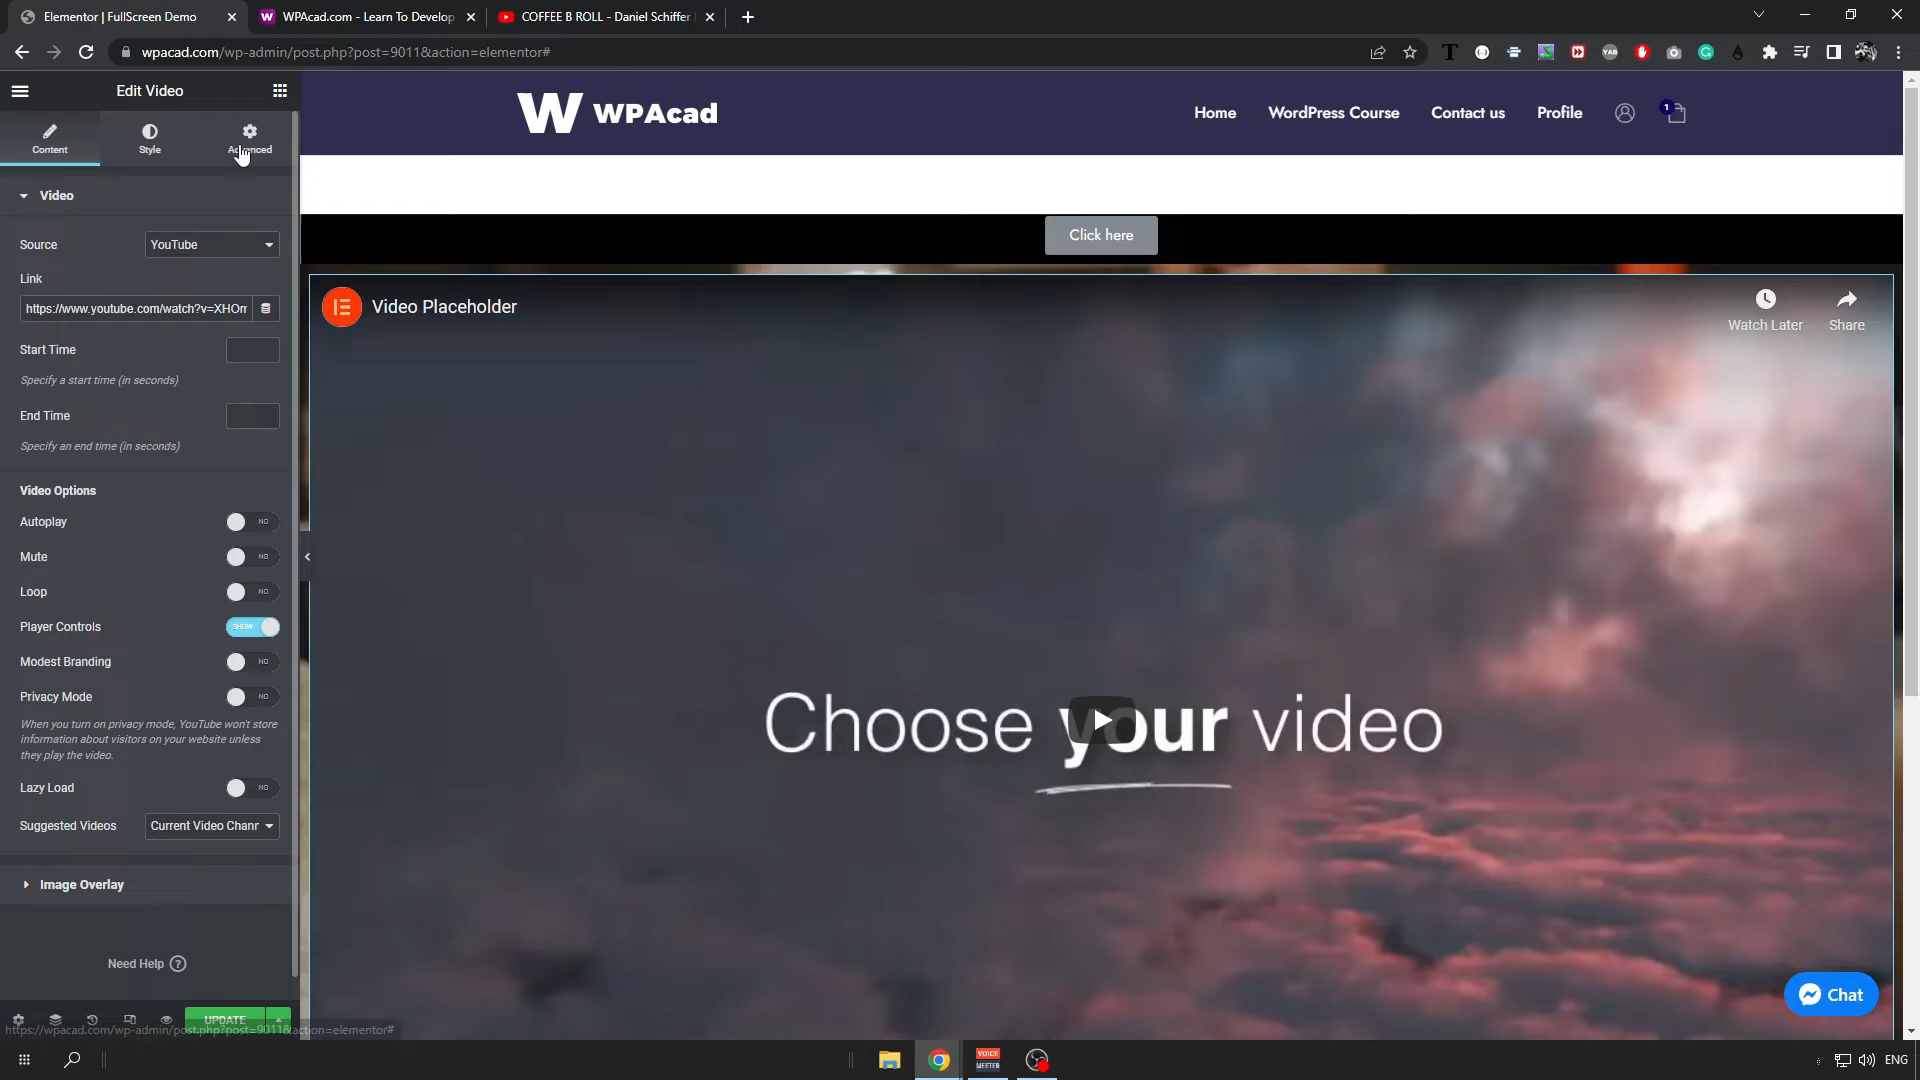 Elementor | FullScreen Demo
WPAcad.com - Learn To Develop
COFFEE B ROLL - Daniel Schiffer
wpacad.com/wp-admin/post.php?post=9011&action=elementor#
Edit Video
Content
Style
Advanced
W WPAcad
Home
WordPress Course
Contact us
Profile
1
Video
Source
YouTube
Click here
Link
https://www.youtube.com/watch?v=XHOm
Video Placeholder
Watch Later
Share
Start Time
Specify a start time (in seconds)
End Time
Specify an end time (in seconds)
Video Options
Autoplay
NO
Mute
NO
Loop
NO
Player Controls
SHOW
Modest Branding
NO
Privacy Mode
NO
When you turn on privacy mode, YouTube won't store
information about visitors on your website unless
they play the video.
Choose your video
Lazy Load
NO
Suggested Videos
Current Video Chanr
Image Overlay
Need Help
?
Chat
UPDATE
https://wpacad.com/wp-admin/post.php?post=9011&action=elementor#
VOICE
MEETER
ENG